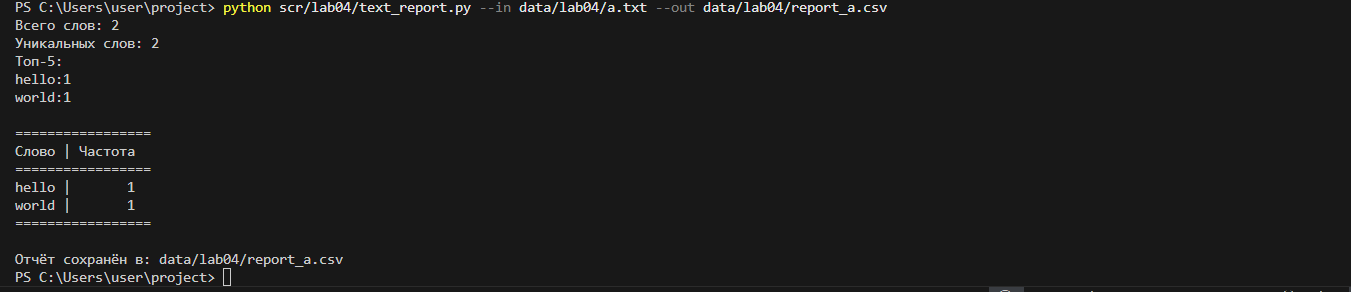 PS C:\Users\user\project> python scr/lab04/text_report.py --in data/lab04/a.txt --out data/lab04/report_a.csv
Всего слов: 2
Уникальных слов: 2
Топ-5:
hello:1
world:1
=================
Слово | Частота
=================
hello |       1
world |       1
=================
Отчёт сохранён в: data/lab04/report_a.csv
PS C:\Users\user\project>